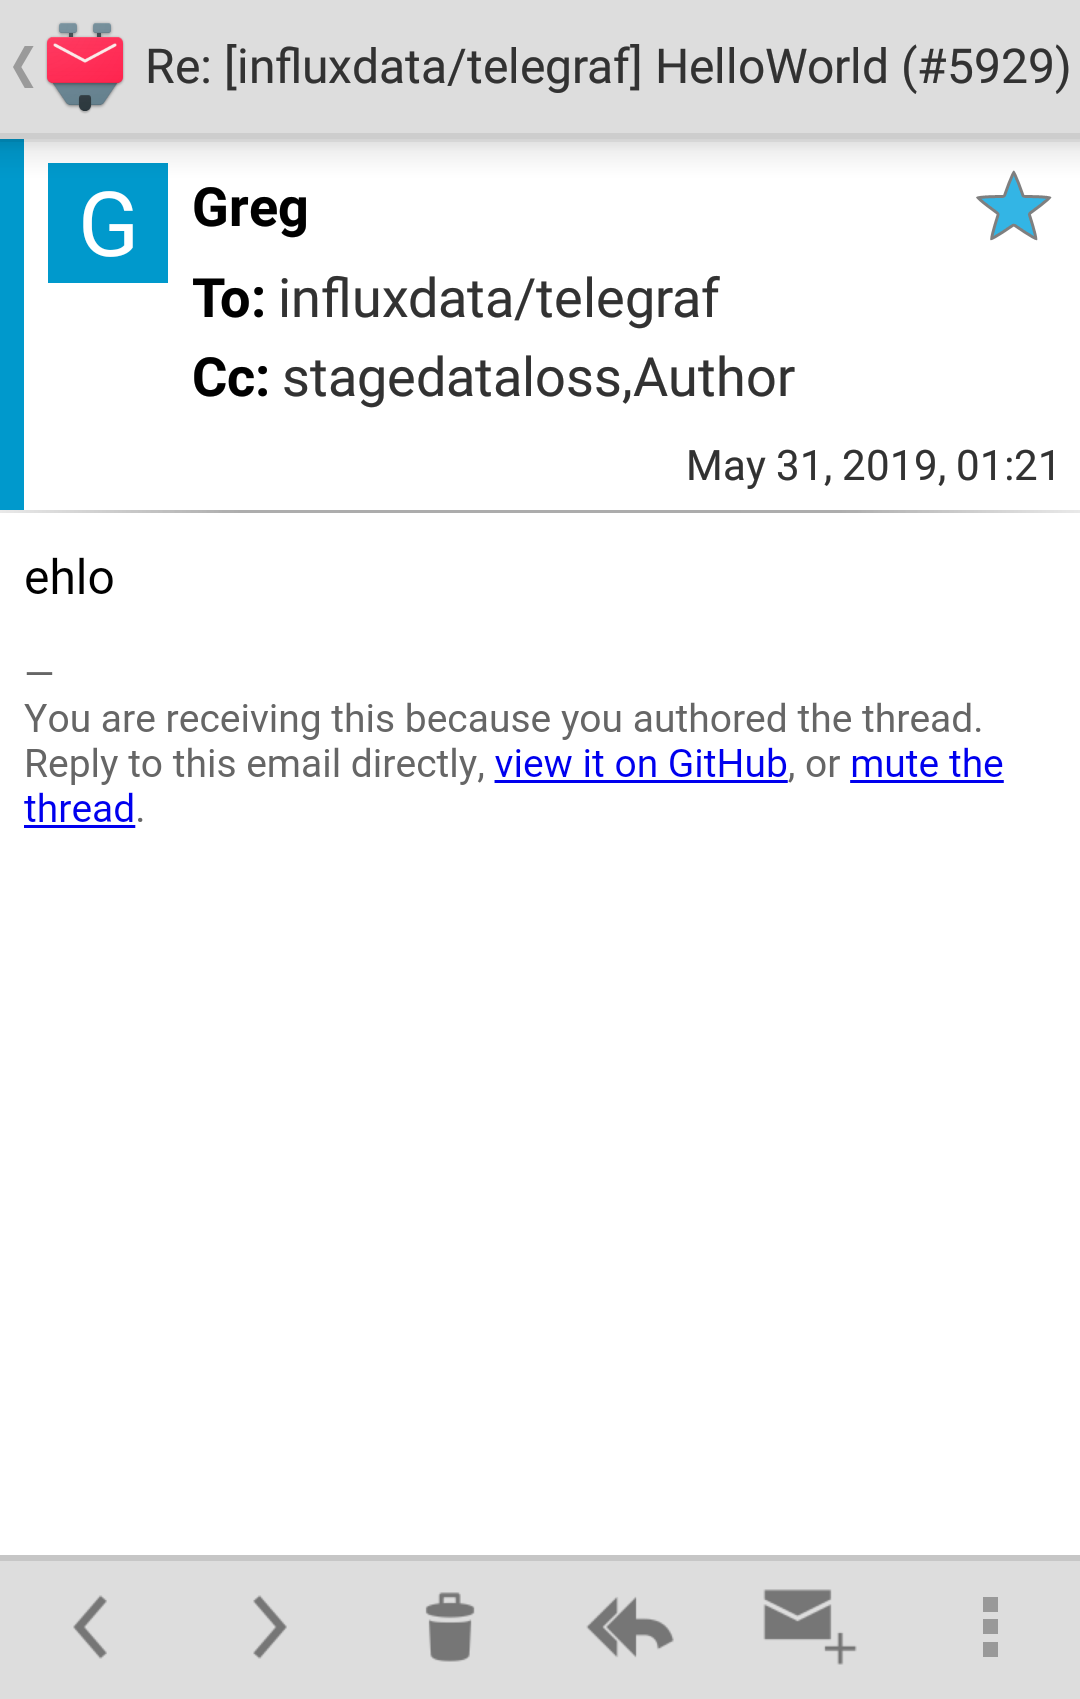 Re: [influxdata/telegraf] HelloWorld (#5929)
G
Greg
To: influxdata/telegraf
Cc: stagedataloss,Author
May 31, 2019, 01:21
ehlo
—
You are receiving this because you authored the thread.
Reply to this email directly, view it on GitHub, or mute the
thread.